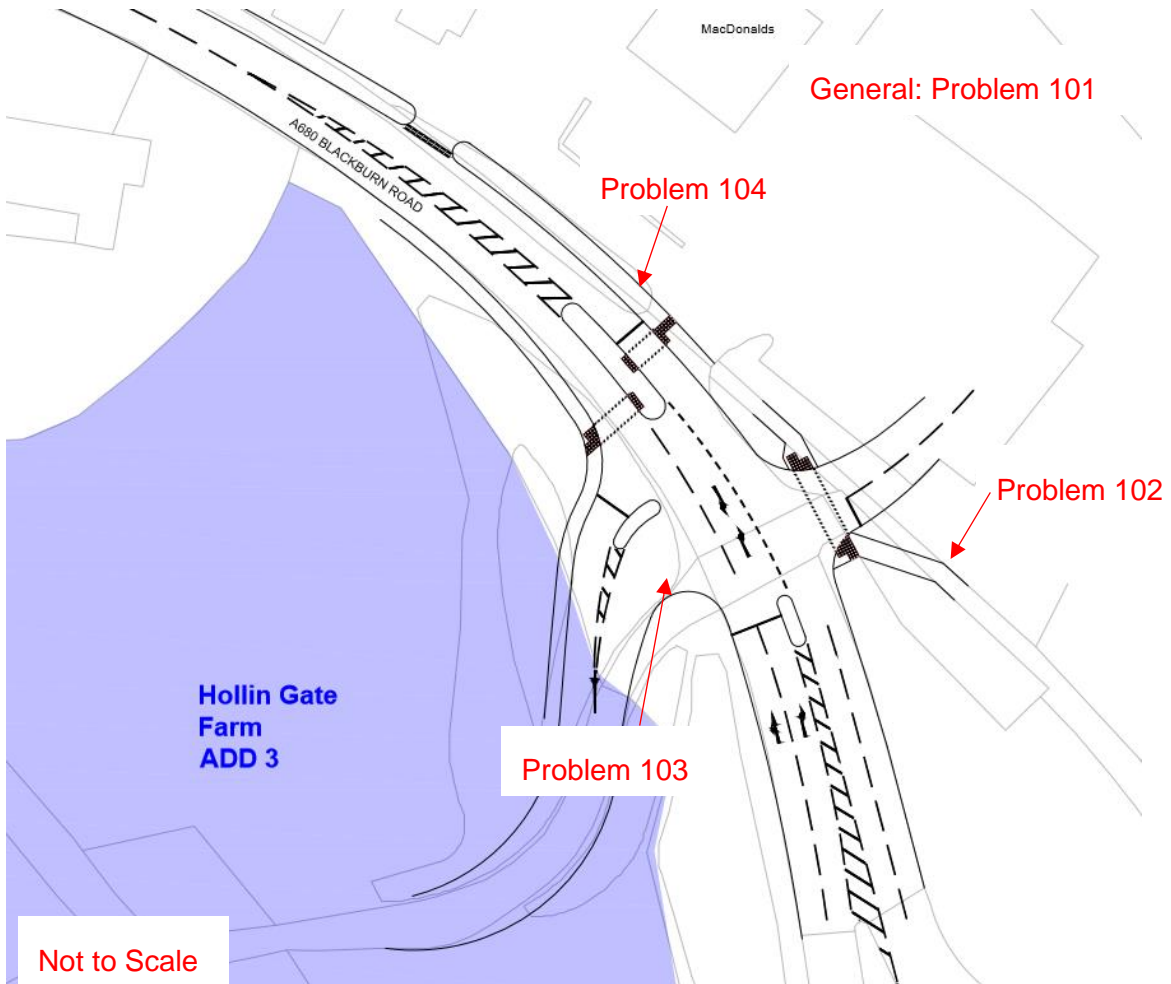 MacDonalds
General: Problem 101
A680 BLACKBURN ROAD
Problem 104
Problem 102
Hollin Gate
Farm
ADD 3
Problem 103
Not to Scale